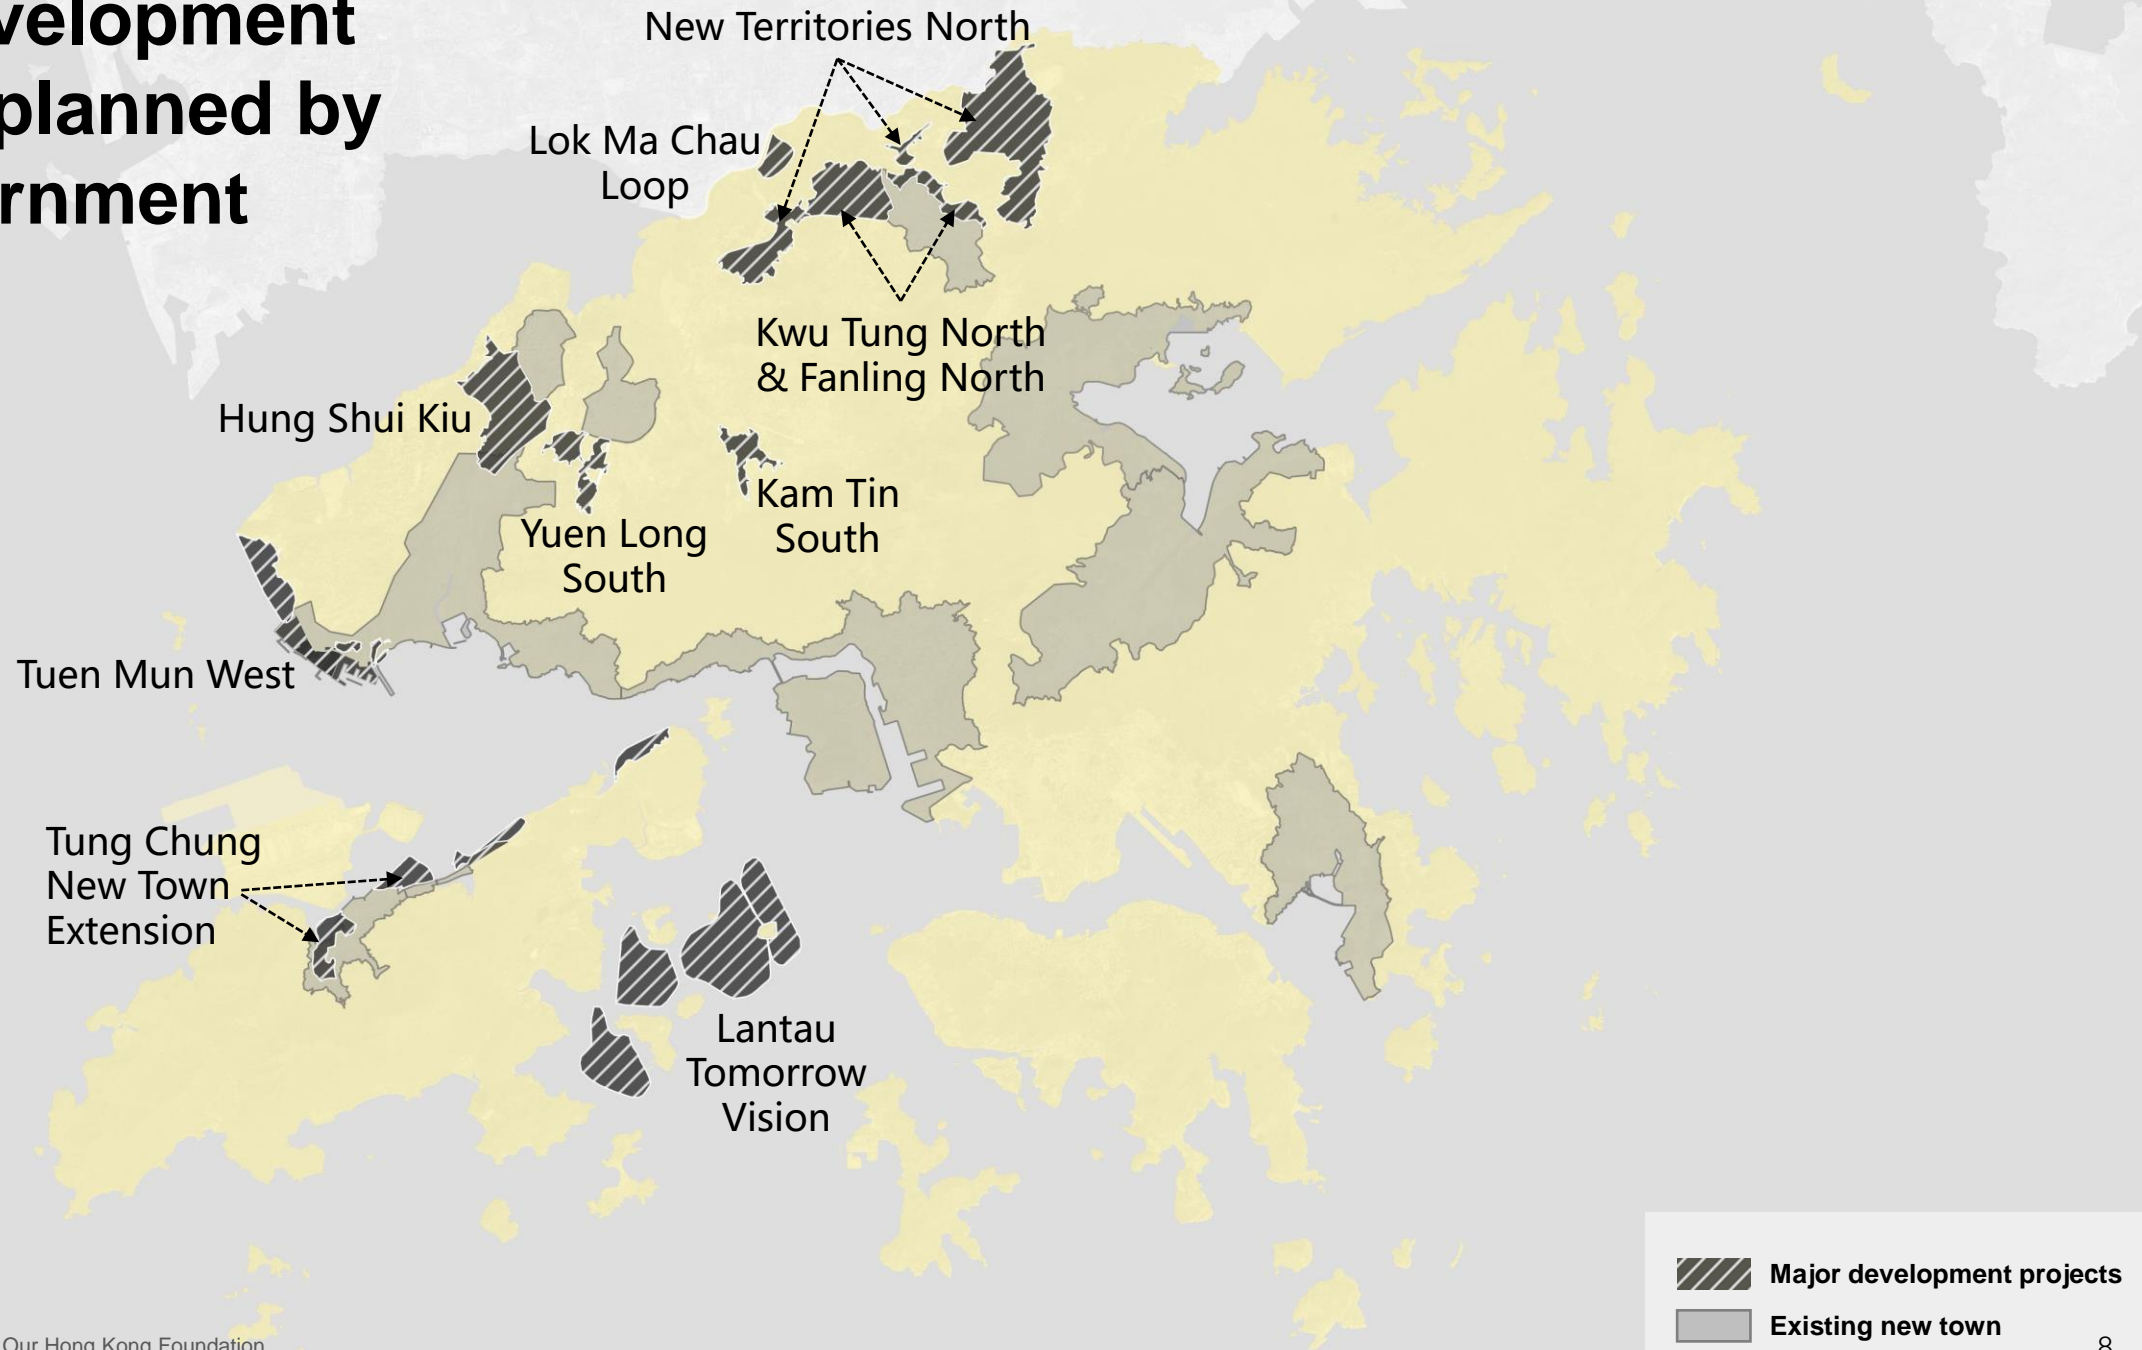 velopment
planned by
rnment
New Territories North
Lok Ma Chau
Loop
Kwu Tung North
& Fanling North
Hung Shui Kiu
Kam Tin
South
Yuen Long
South
Tuen Mun West
Tung Chung
New Town
Extension
Lantau
Tomorrow
Vision
Major development projects
Existing new town
Our Hong Kong Foundation
8